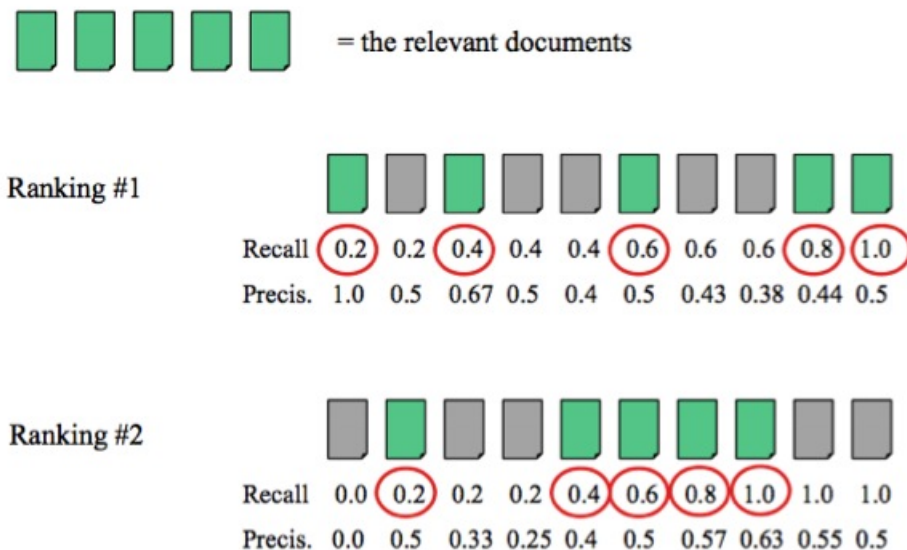 = the relevant documents
Ranking #1
Recall 0.2 0.2 0.4 0.4 0.4 0.6 0.6 0.6 0.8 1.0
Precis. 1.0 0.5 0.67 0.5 0.4 0.5 0.43 0.38 0.44 0.5
Ranking #2
Recall 0.0 0.2 0.2 0.2 0.4 0.6 0.8 1.0 1.0 1.0
Precis. 0.0 0.5 0.33 0.25 0.4 0.5 0.57 0.63 0.55 0.5